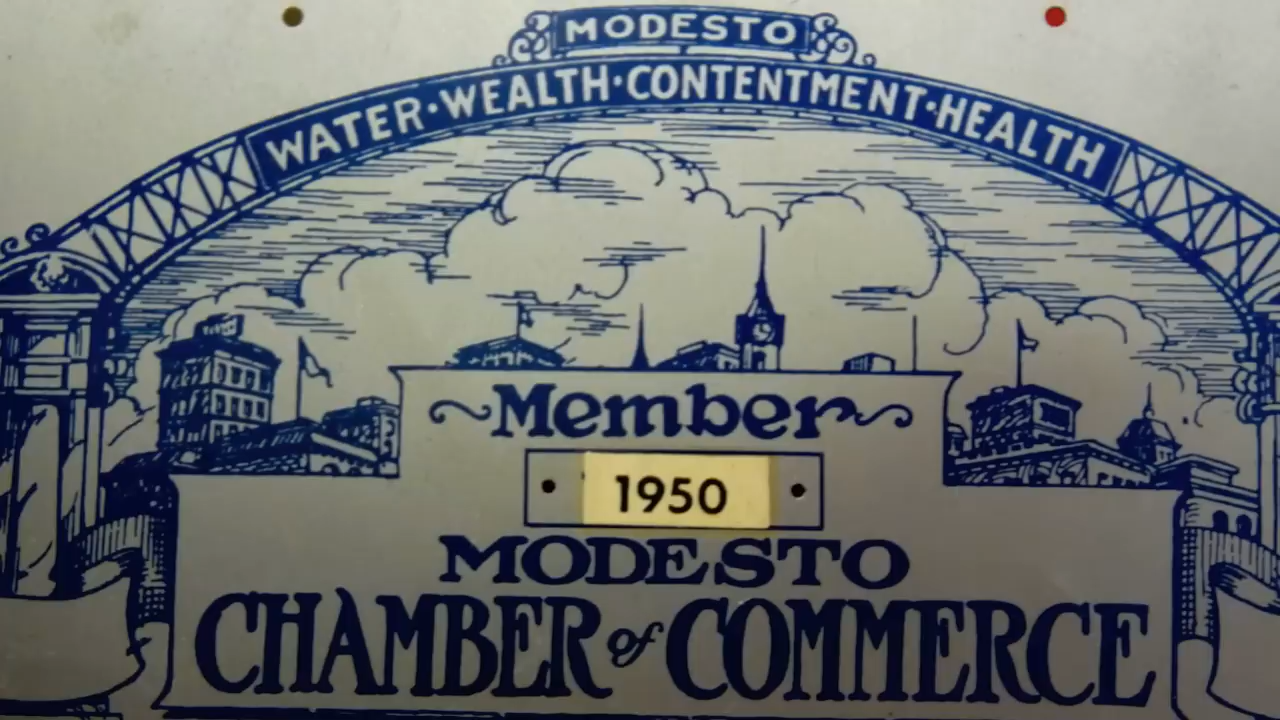 MODESTO
WATER·WEALTH·CONTENTMENT·HEALTH
Member
1950
MODESTO
CHAMBER of COMMERCE